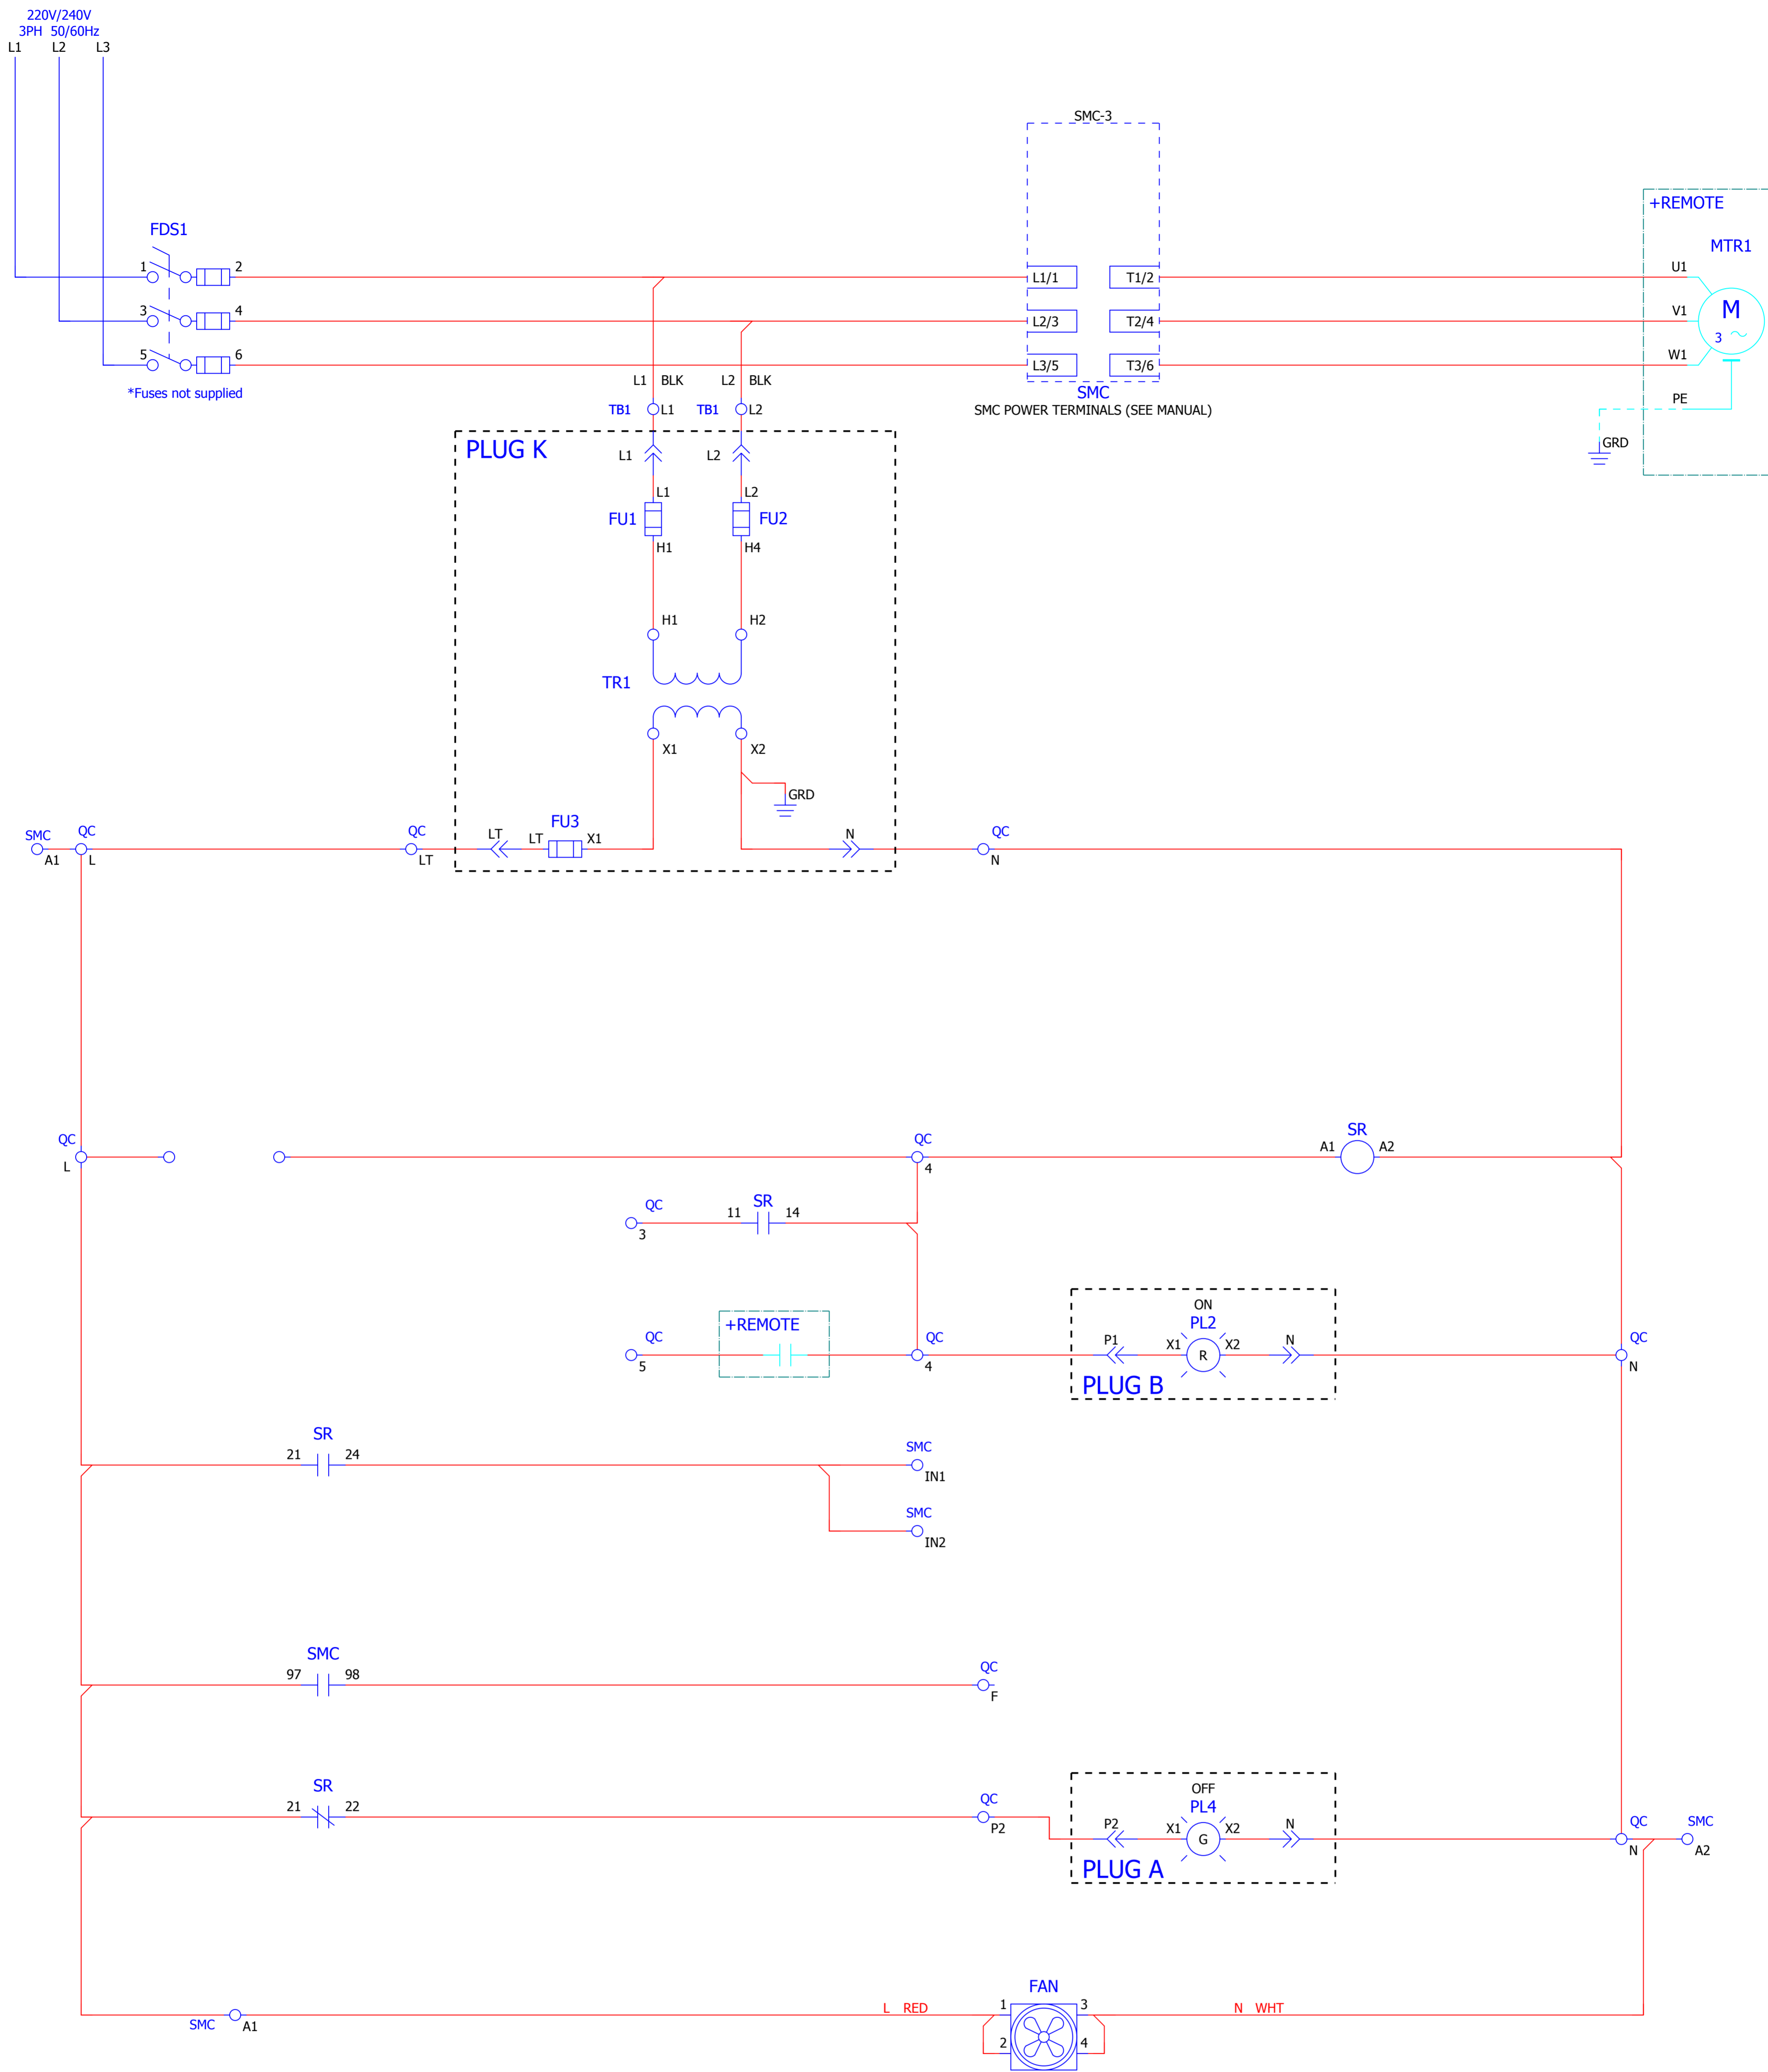 220V/240V
3PH 50/60Hz
L1 L2 L3
SMC-3
+REMOTE
MTR1
FDS1
1 2
L1/1 T1/2
U1
3 4
L2/3 T2/4
V1
M
3
5 6
L3/5 T3/6
W1
*Fuses not supplied
L1 BLK L2 BLK
SMC
SMC POWER TERMINALS (SEE MANUAL)
PE
TB1 L1 TB1 L2
GRD
PLUG K
L1 L2
L1 L2
FU1 FU2
H1 H4
H1 H2
TR1
X1 X2
GRD
SMC QC QC
LT LT FU3 X1
N
QC
A1 L LT
N
QC
L
QC
4
SR
A1 A2
QC
3
11 SR 14
ON
QC
5
+REMOTE
QC
4
P1 X1 PL2 X2 N
R
PLUG B
QC
N
SR
21 24
SMC
IN1
SMC
IN2
SMC
97 98
QC
F
SR
21 22
QC
P2
OFF
PL4
P2 X1 X2 N
G
PLUG A
QC
N
SMC
A2
FAN
SMC A1
L RED
1 3
2 4
N WHT